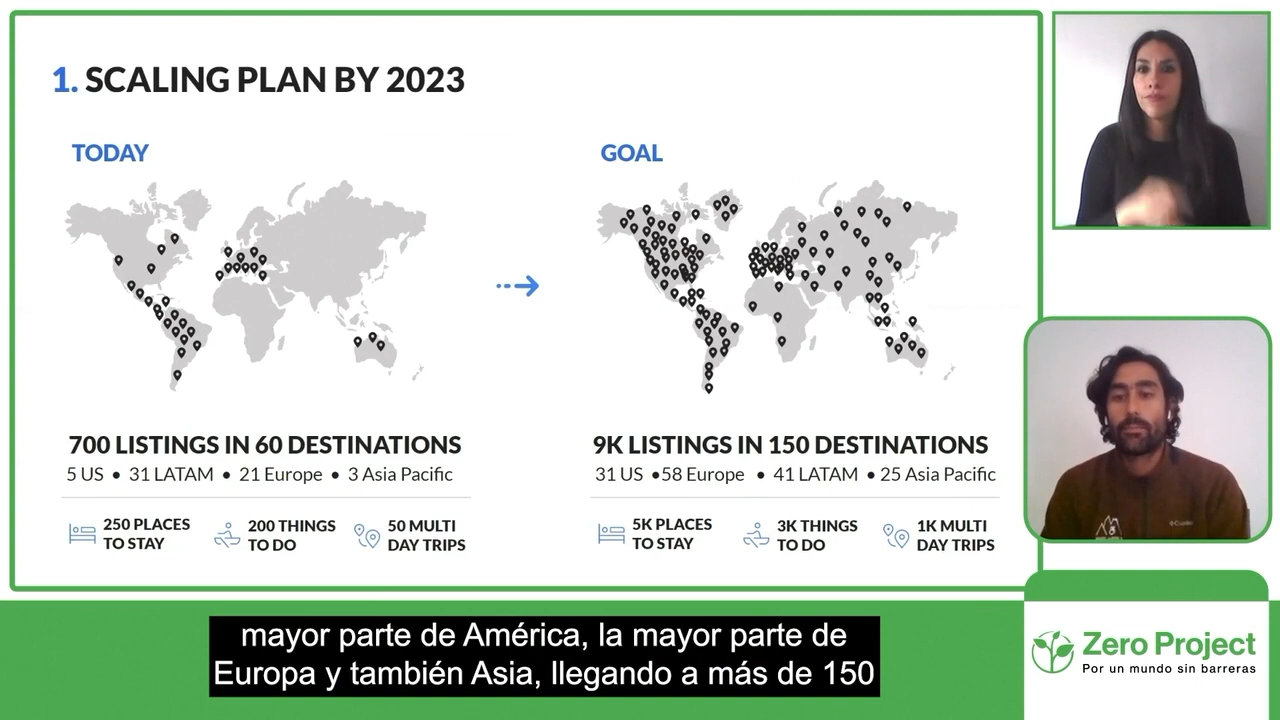 1. SCALING PLAN BY 2023
TODAY
700 LISTINGS IN 60 DESTINATIONS
5 US • 31 LATAM • 21 Europe • 3 Asia Pacific
250 PLACES
TO STAY
200 THINGS
TO DO
50 MULTI
DAY TRIPS
GOAL
9K LISTINGS IN 150 DESTINATIONS
31 US •58 Europe • 41 LATAM • 25 Asia Pacific
5K PLACES
TO STAY
3K THINGS
TO DO
1K MULTI
DAY TRIPS
Columbia
mayor parte de América, la mayor parte de
Europa y también Asia, llegando a más de 150
Zero Project
Por un mundo sin barreras